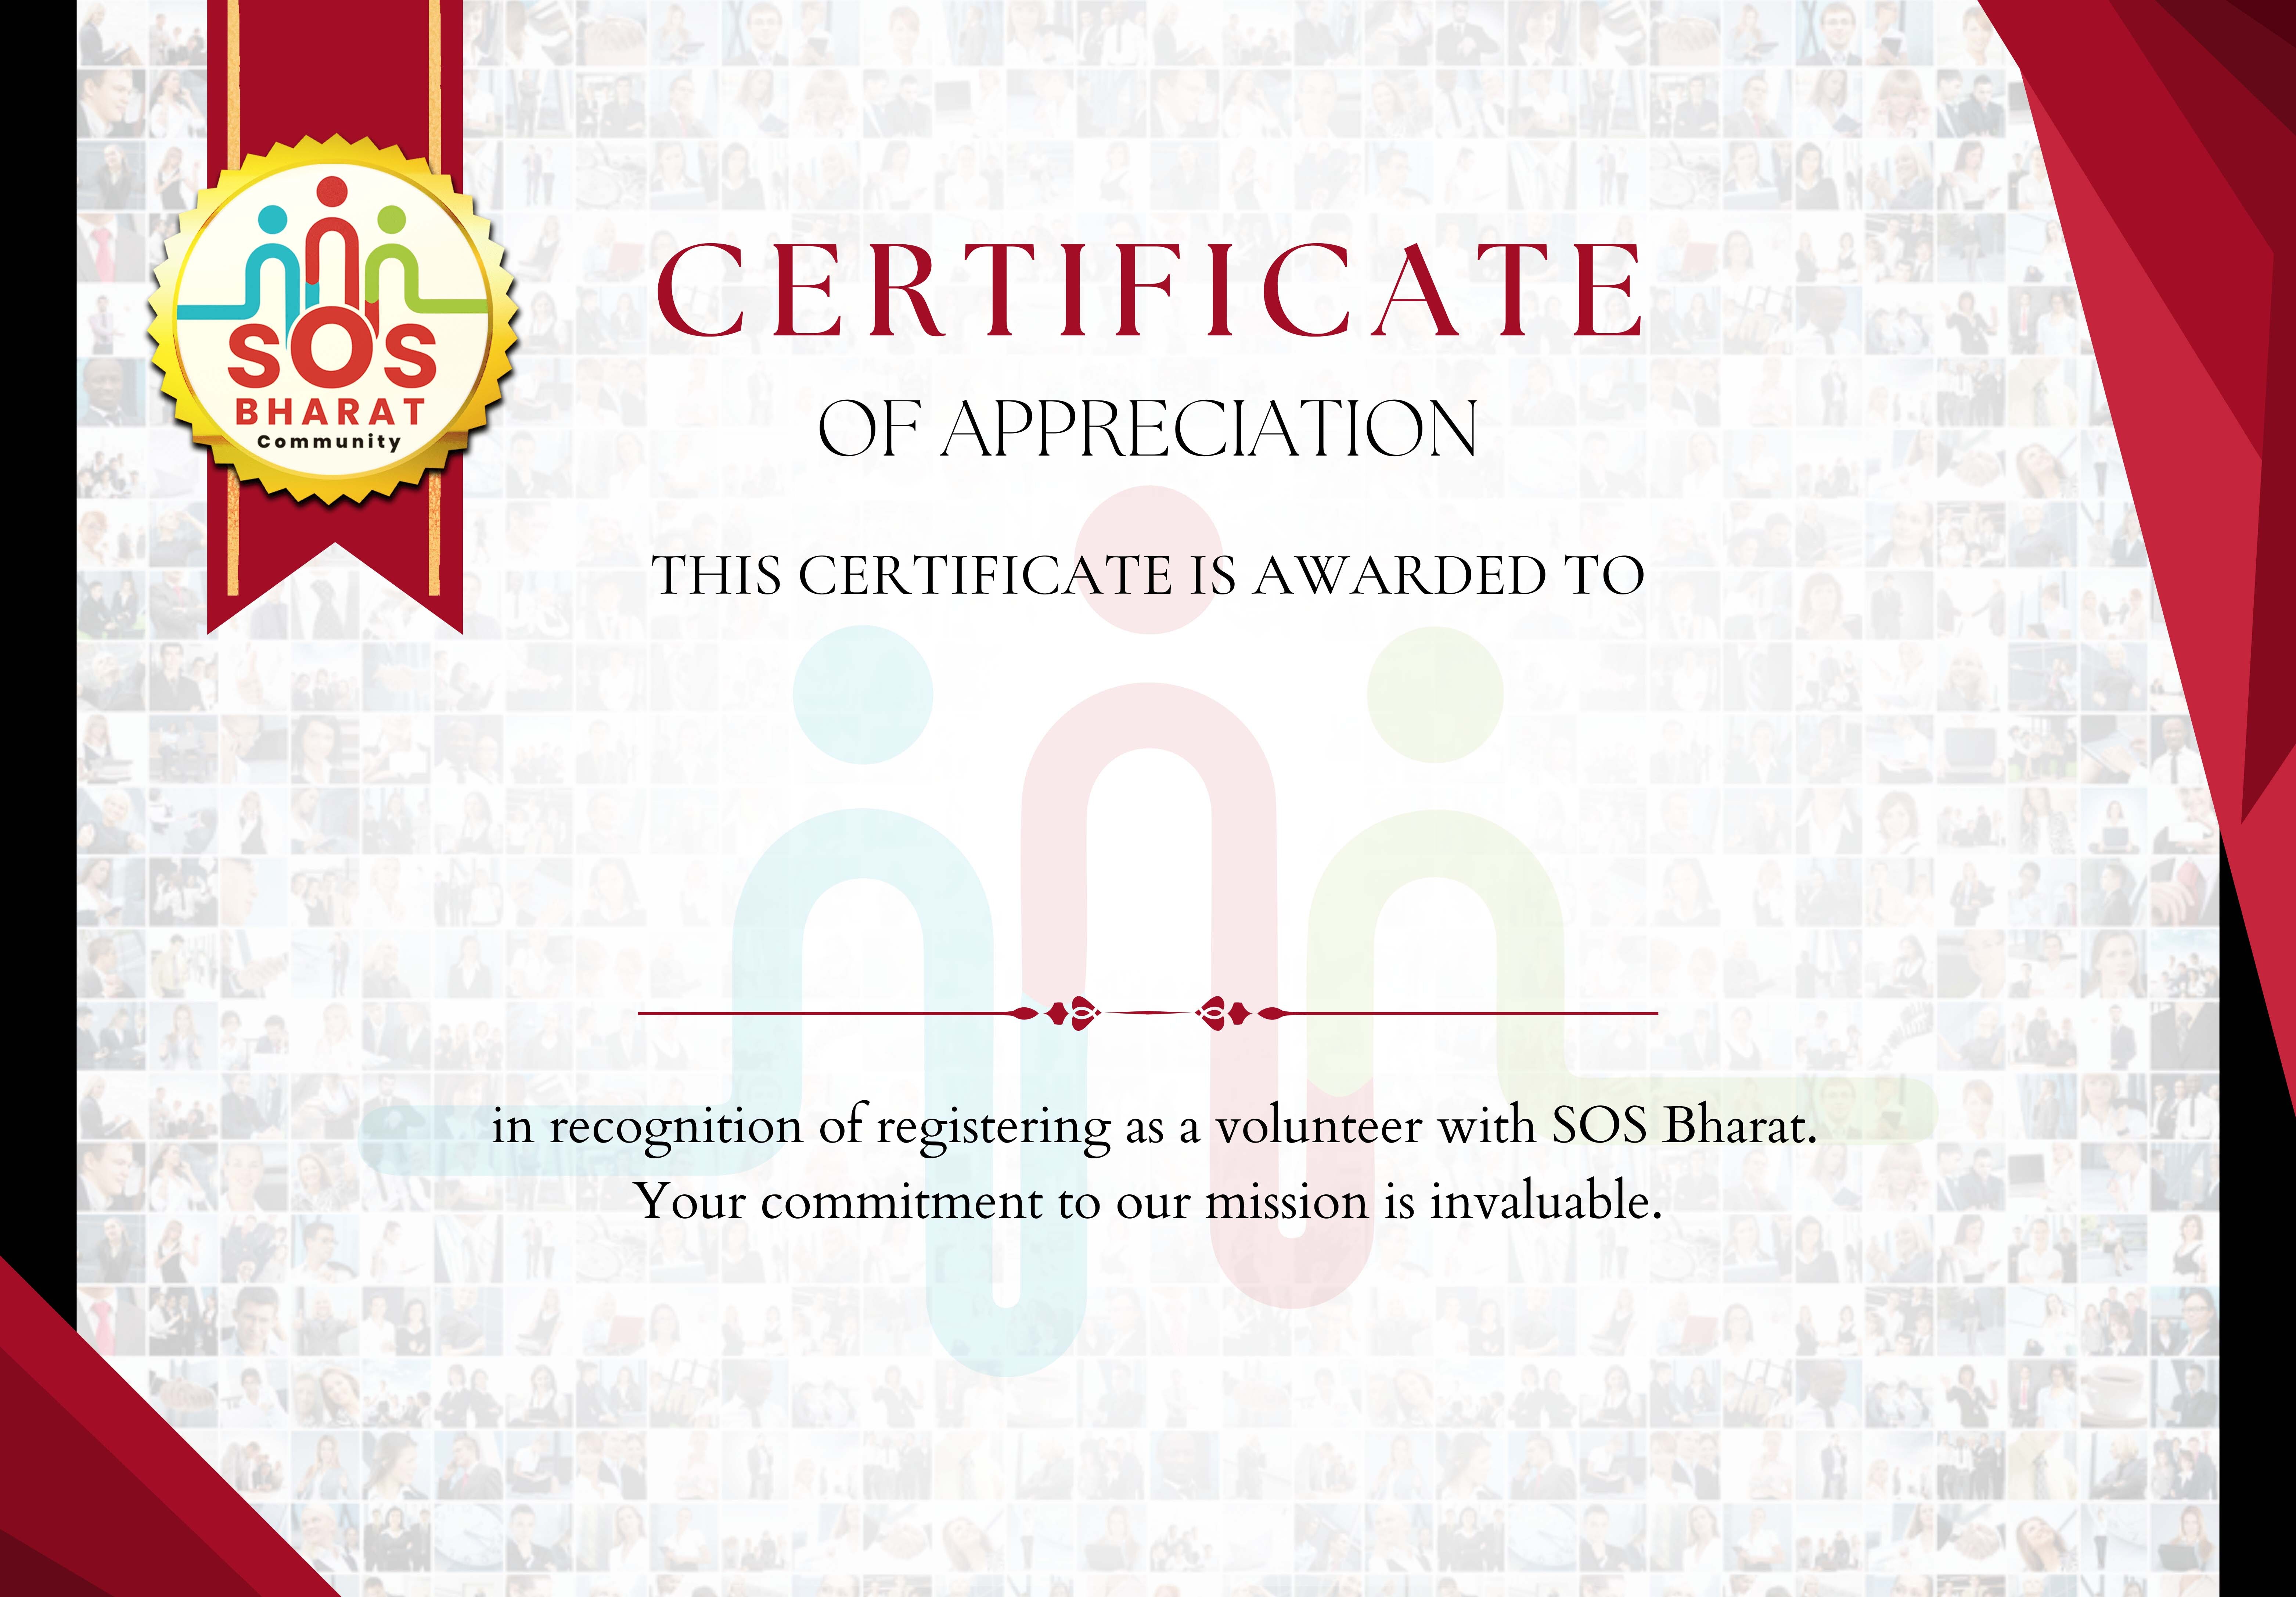 SOS
BHARAT
Community
CERTIFICATE
OF APPRECIATION
THIS CERTIFICATE IS AWARDED TO
in recognition of registering as a volunteer with SOS Bharat.
Your commitment to our mission is invaluable.